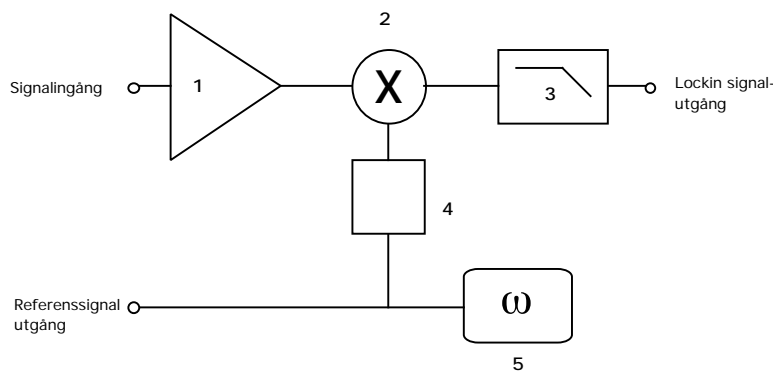 2
Signalingång
1
X
3
Lockin signal-
utgång
4
Referenssignal
utgång
ω
5